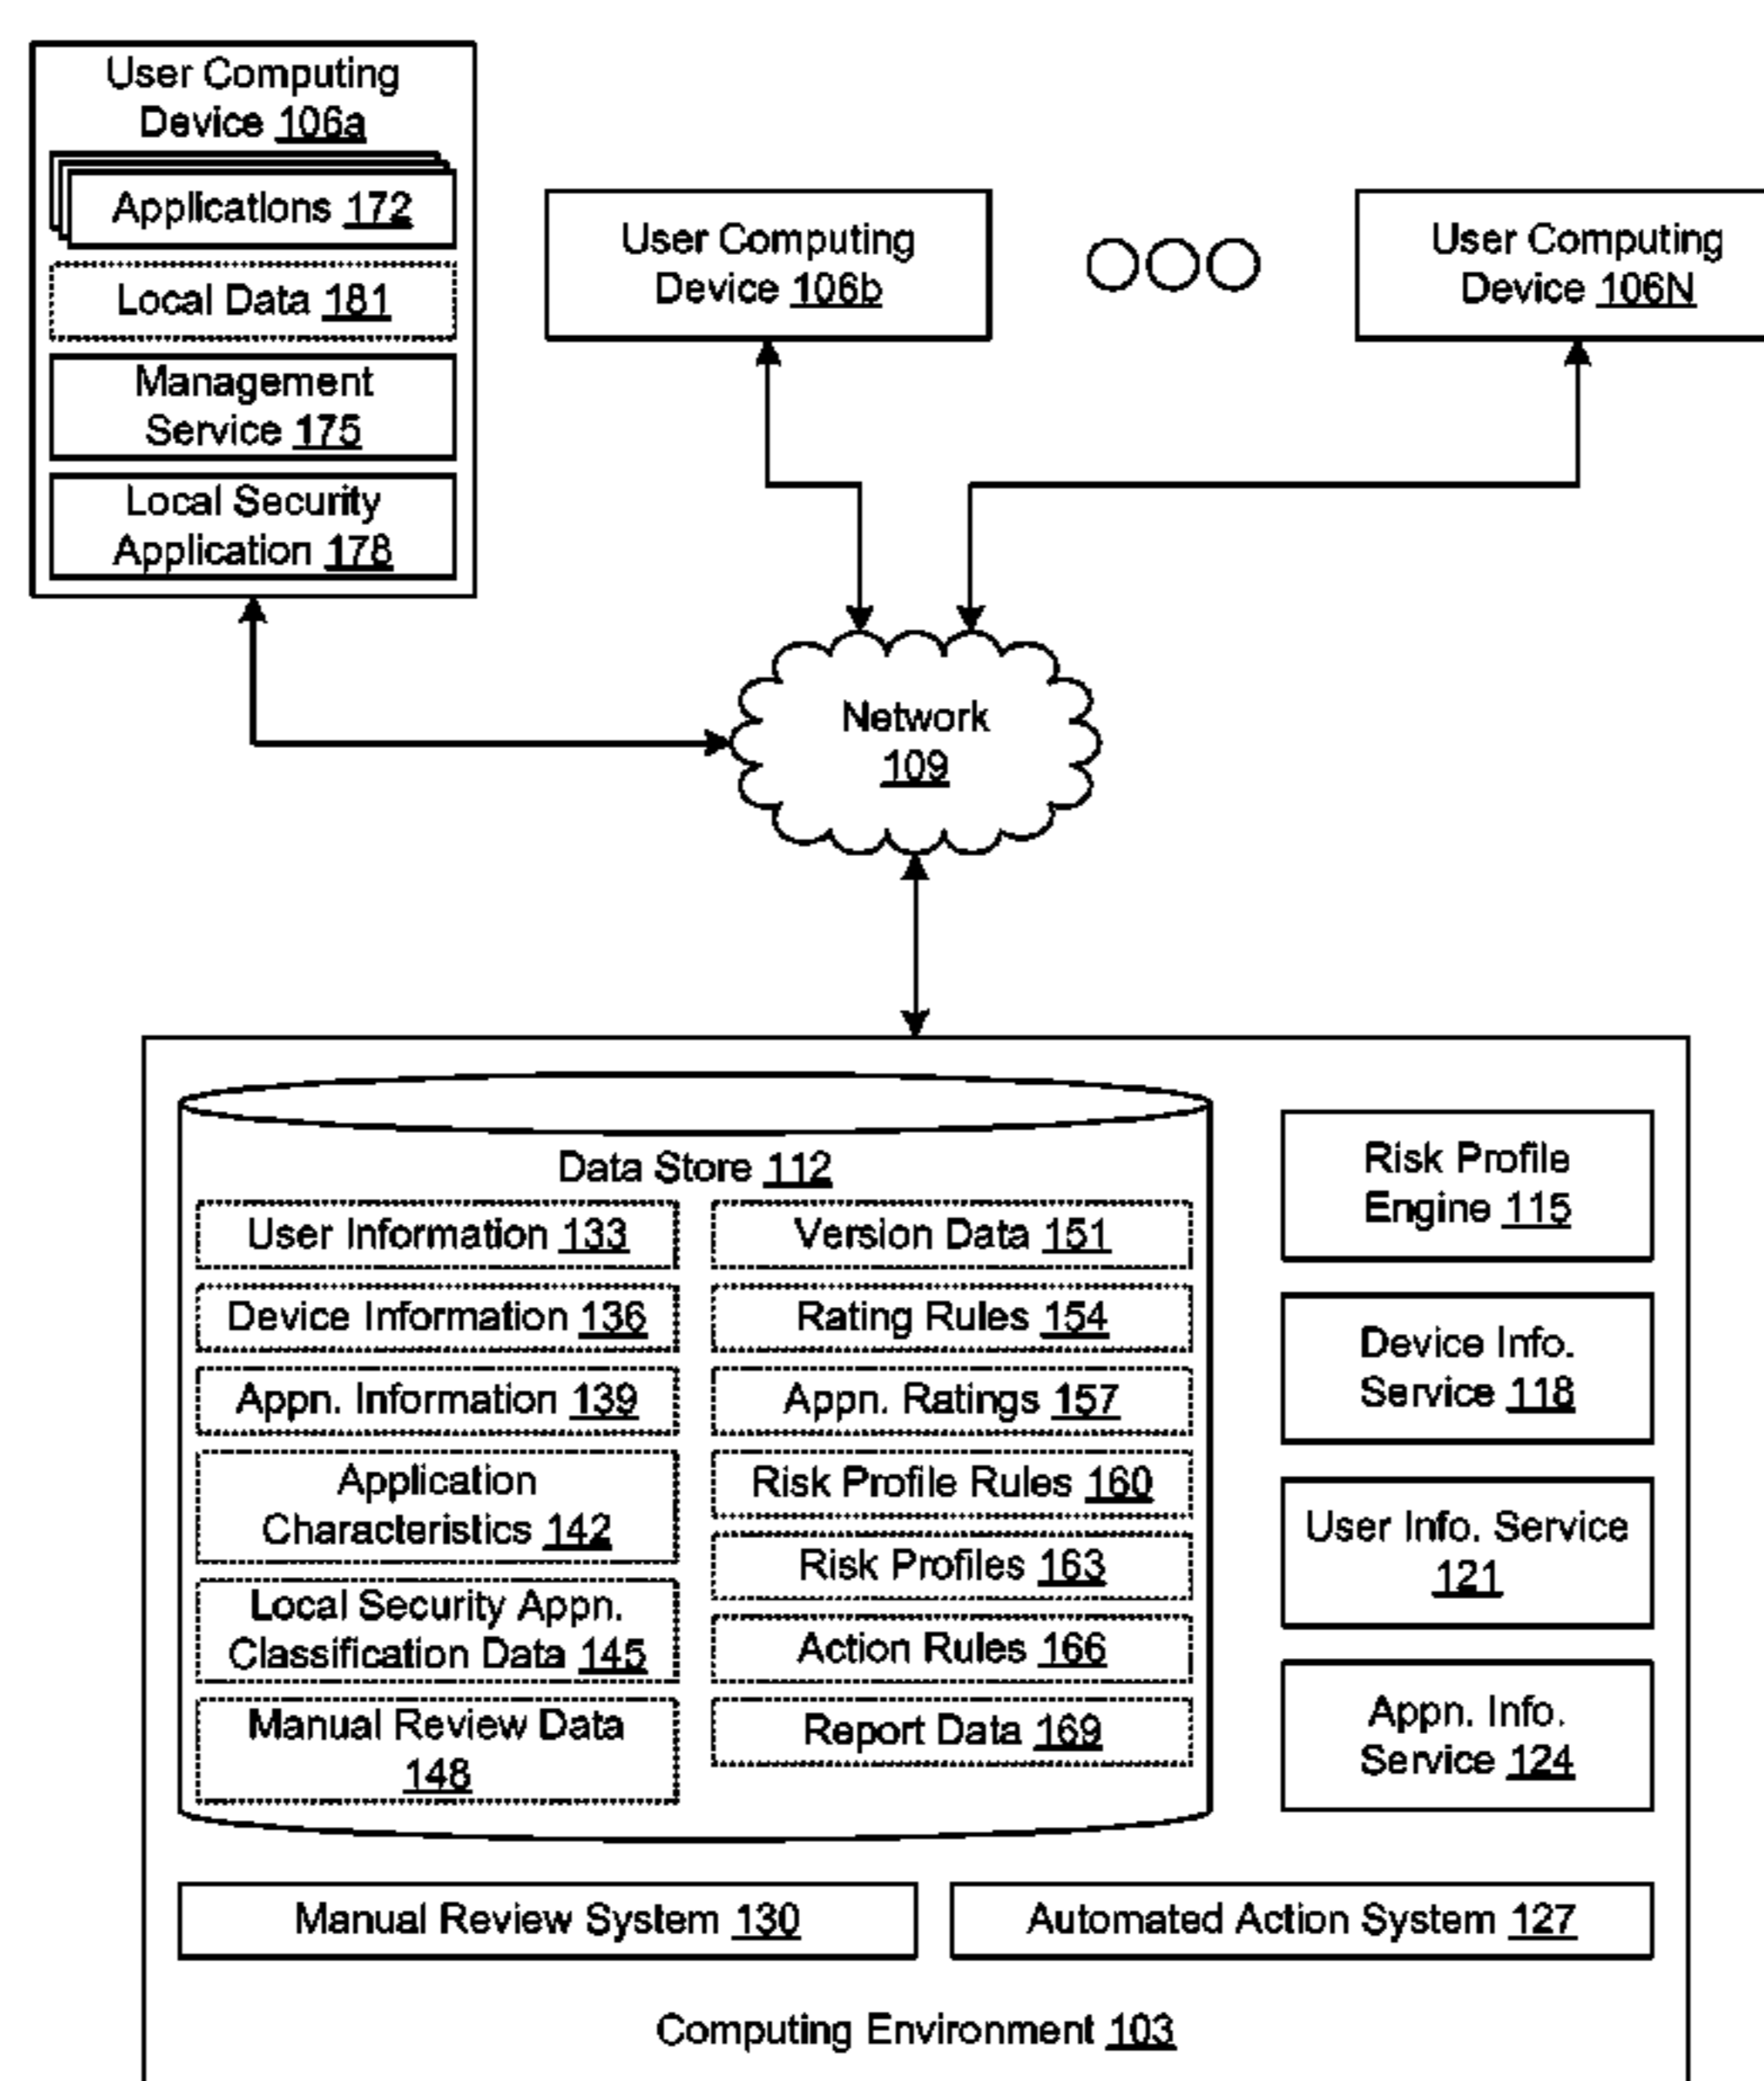 User Computing
Device 106a
Applications 172
Local Data 181
Management
Service 175
Local Security
Application 178
User Computing
Device 106b
User Computing
Device 106N
Network
109
Data Store 112
User Information 133
Device Information 136
Appn. Information 139
Application
Characteristics 142
Local Security Appn.
Classification Data 145
Manual Review Data
148
Version Data 151
Rating Rules 154
Appn. Ratings 157
Risk Profile Rules 160
Risk Profiles 163
Action Rules 166
Report Data 169
Risk Profile
Engine 115
Device Info.
Service 118
User Info. Service
121
Appn. Info.
Service 124
Manual Review System 130
Automated Action System 127
Computing Environment 103